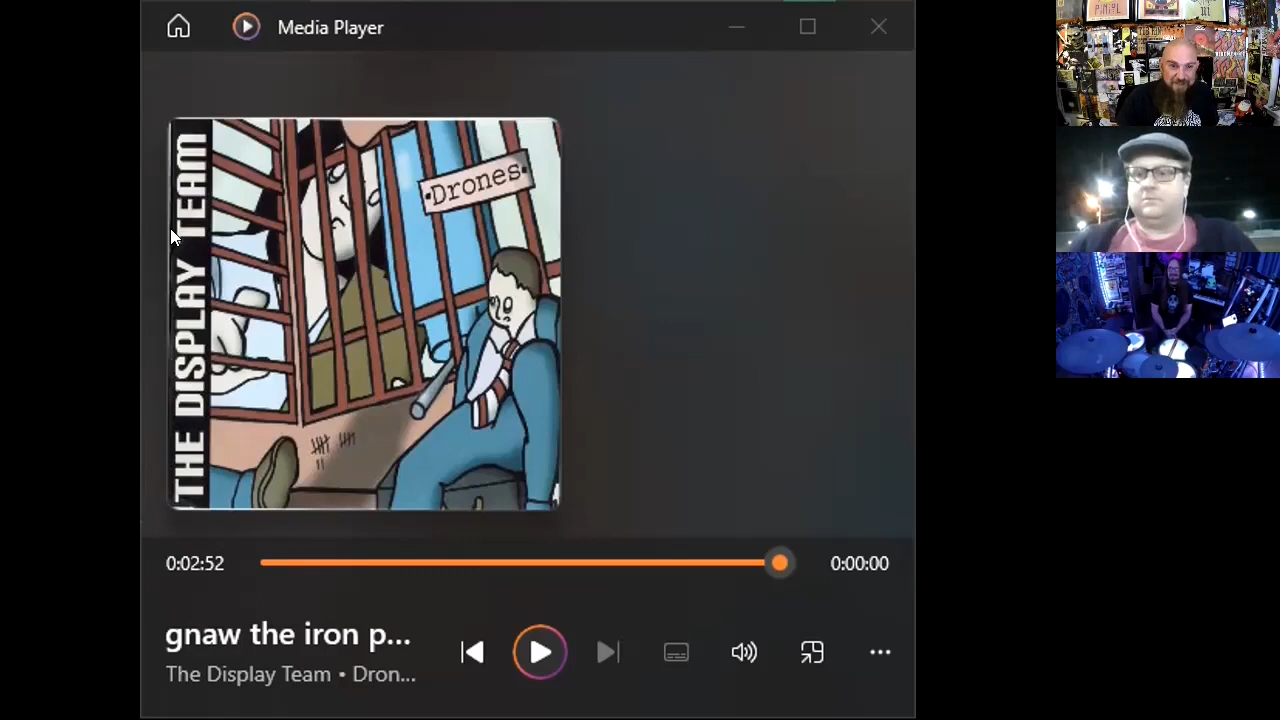 Media Player
THE DISPLAY TEAM
Drones
0:02:52
0:00:00
gnaw the iron p...
The Display Team • Dron...